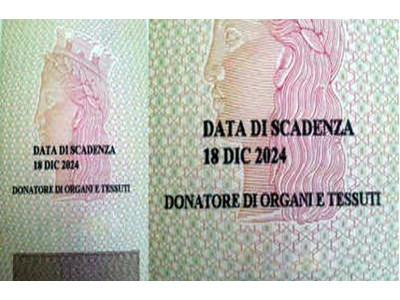 DATA DI SCADENZA
18 DIC 2024
DONATORE DI ORGANI E TESSUTI
DATA DI SCADENZA
18 DIC 2024
DONATORE DI ORGANI E TESSUTI